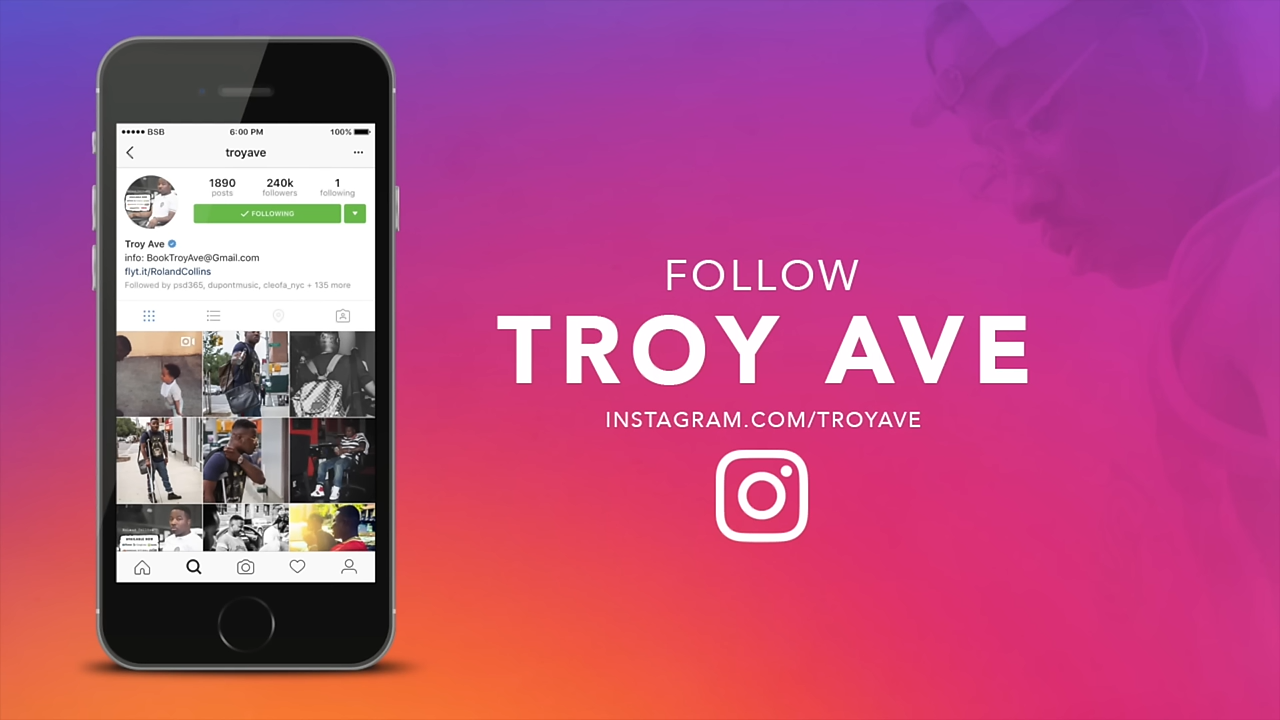 ●●●●● BSB 6:00 PM 100%
troyave
1890 240k 1
posts followers following
FOLLOWING
Troy Ave
info: BookTroyAve@Gmail.com
flyt.it/RolandCollins
Followed by psd365, dupontmusic, cleofa_nyc + 135 more
FOLLOW
TROY AVE
INSTAGRAM.COM/TROYAVE